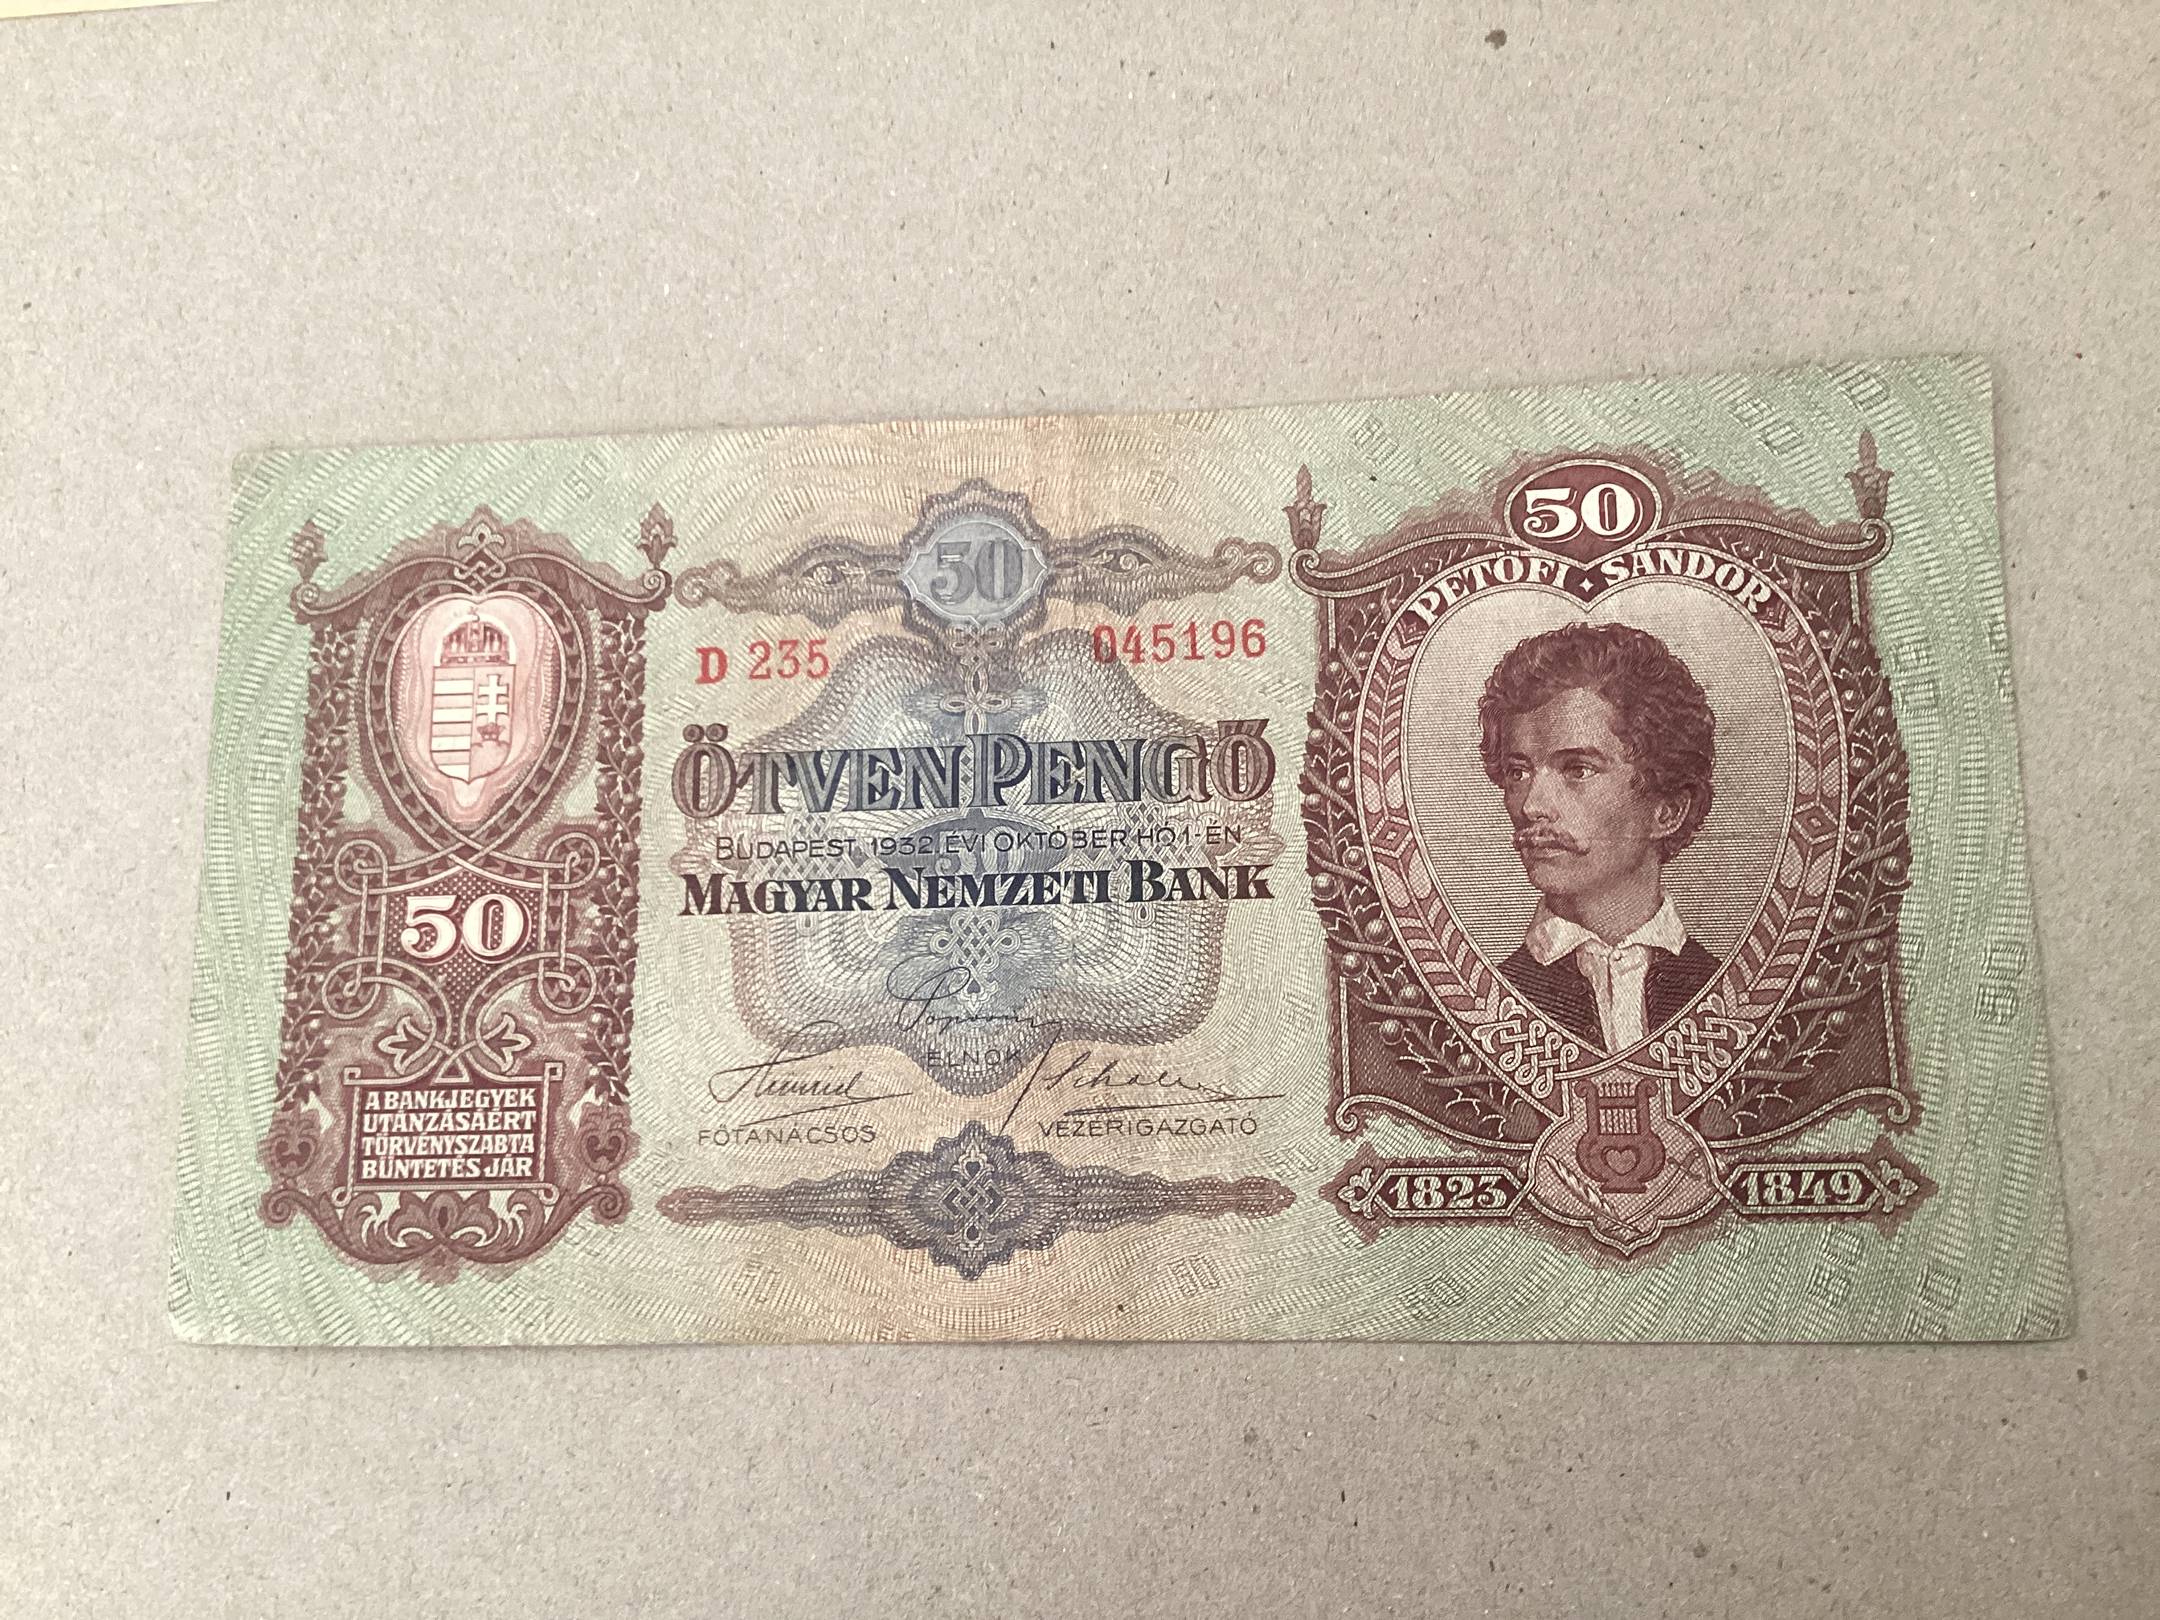 50
50
PETŐFI · SÁNDOR
D 235 045196
ÖTVEN PENGŐ
BUDAPEST, 1932. ÉVI OKTÓBER HÓ 1-ÉN
MAGYAR NEMZETI BANK
50
ELNÖK
FŐTANÁCSOS
VEZÉRIGAZGATÓ
A BANKJEGYEK
UTÁNZÁSÁÉRT
TÖRVÉNYSZABTA
BÜNTETÉS JÁR
1823
1849